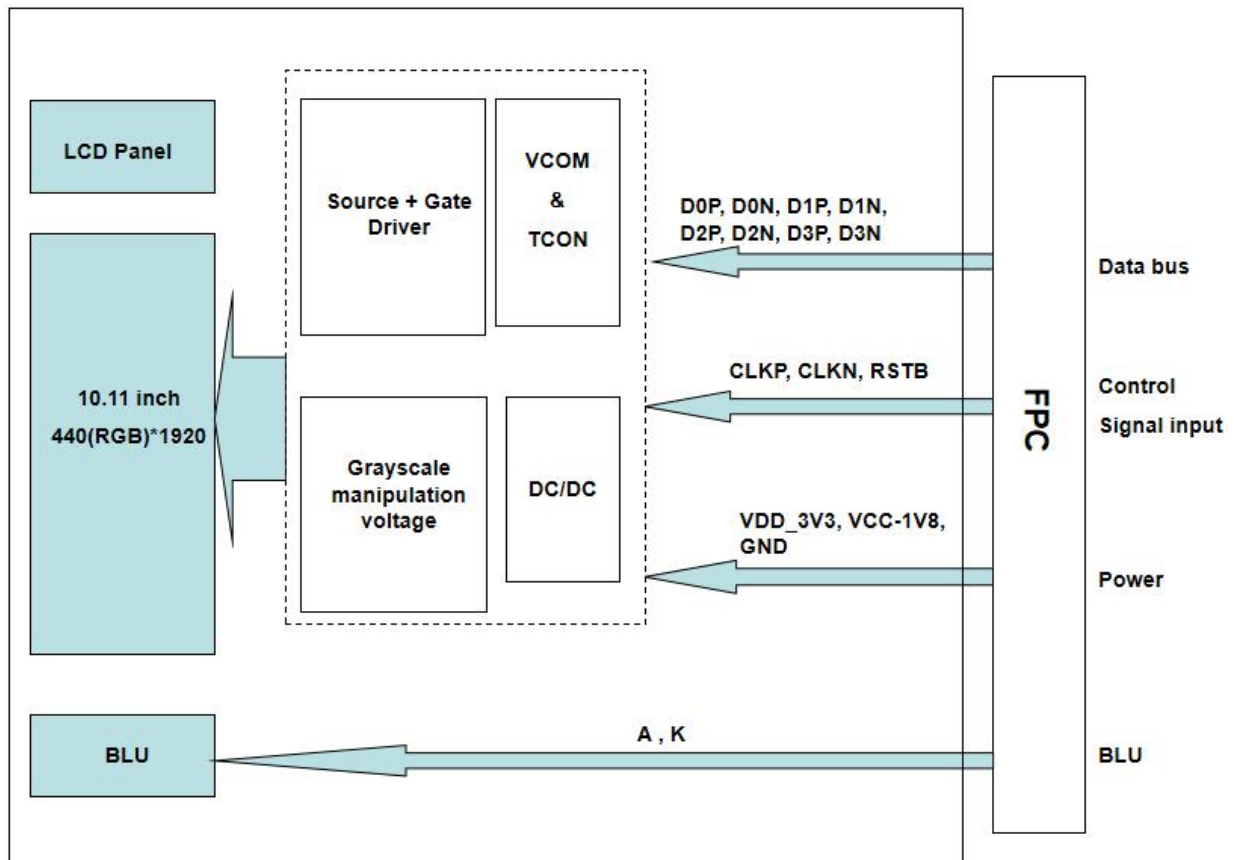 LCD Panel
10.11 inch
440(RGB)*1920
BLU
Source + Gate
Driver
VCOM
&
TCON
Grayscale
manipulation
voltage
DC/DC
D0P, D0N, D1P, D1N,
D2P, D2N, D3P, D3N
CLKP, CLKN, RSTB
VDD_3V3, VCC-1V8,
GND
A , K
FPC
Data bus
Control
Signal input
Power
BLU